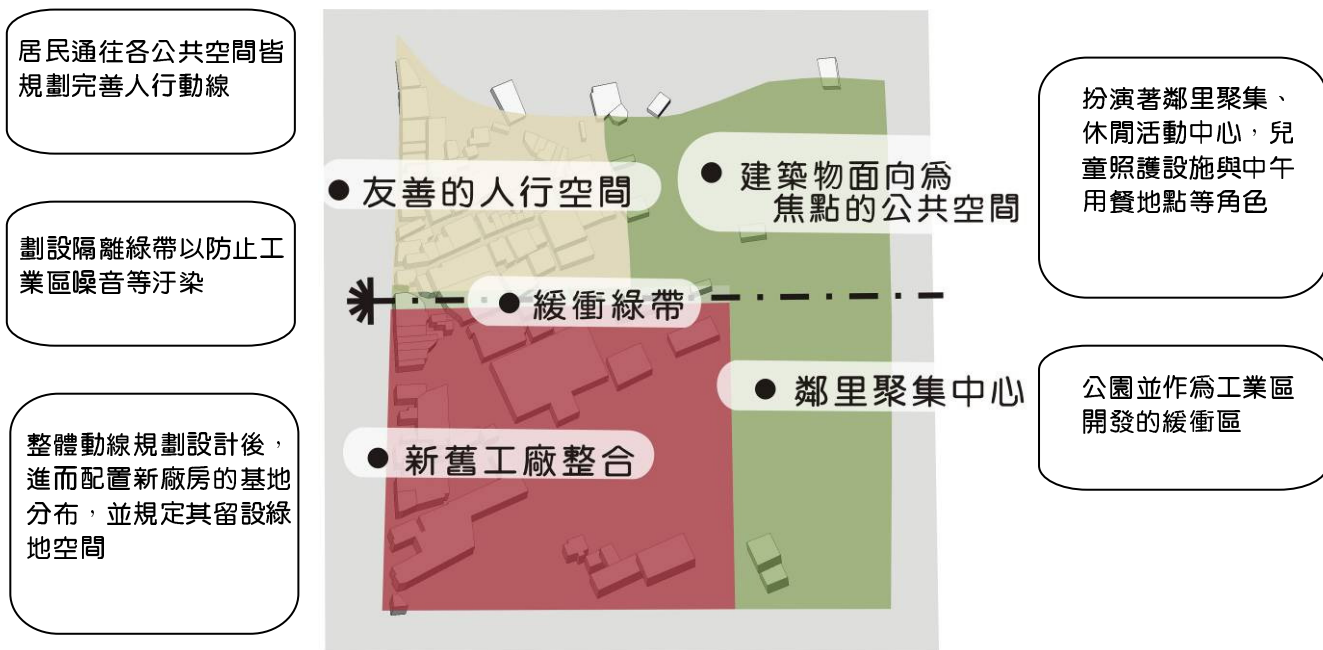 居民通往各公共空間皆
規劃完善人行動線
劃設隔離綠帶以防止工
業區噪音等汙染
整體動線規劃設計後，
進而配置新廠房的基地
分布，並規定其留設綠
地空間
友善的人行空間
建築物面向為
焦點的公共空間
緩衝綠帶
鄰里聚集中心
新舊工廠整合
扮演著鄰里聚集、
休閒活動中心，兒
童照護設施與中午
用餐地點等角色
公園並作為工業區
開發的緩衝區